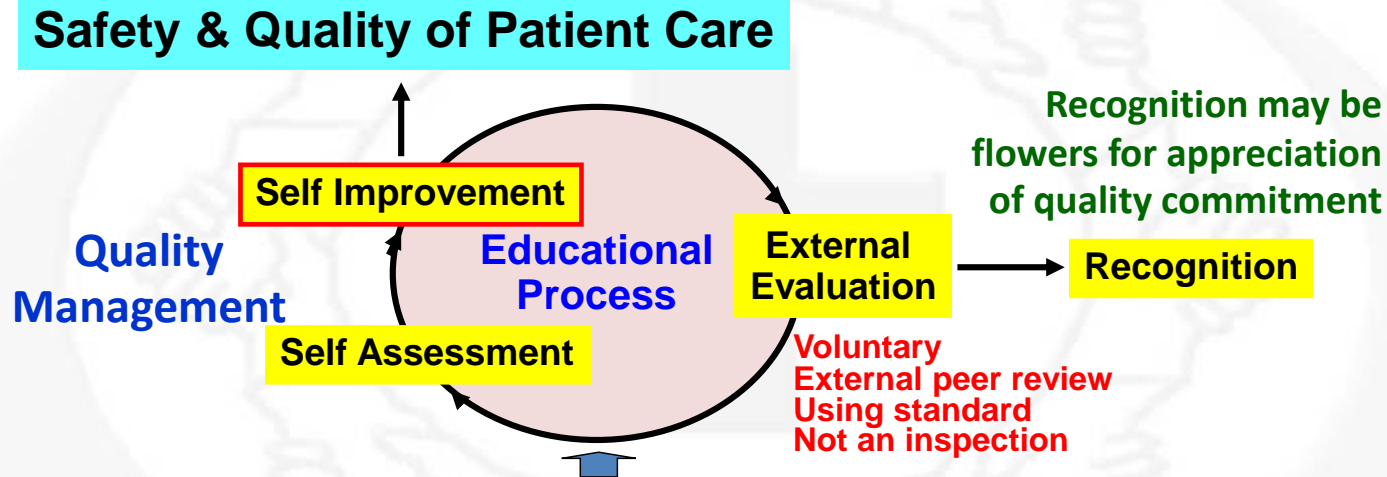 Safety & Quality of Patient Care
Recognition may be
flowers for appreciation
of quality commitment
Self Improvement
Quality
Management
Educational
Process
External
Evaluation
Recognition
Self Assessment
Voluntary
External peer review
Using standard
Not an inspection